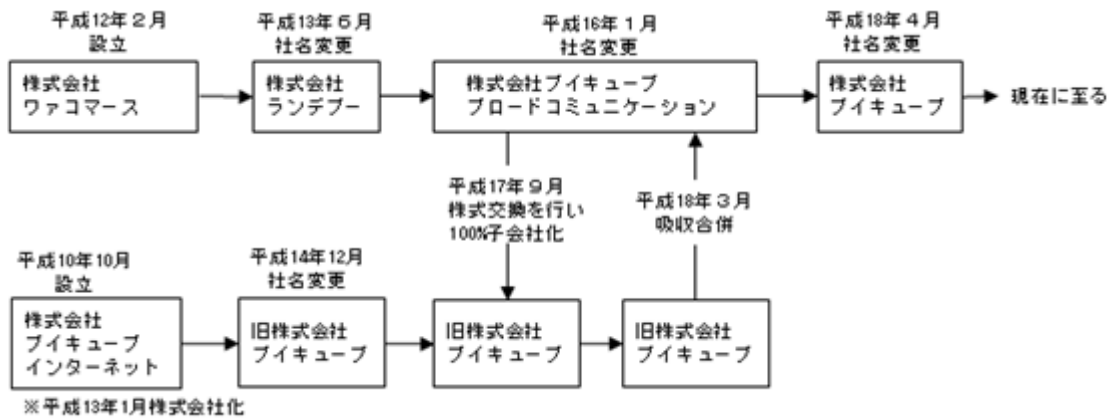 平成12年２月
設立
株式会社
ワァコマース
平成13年６月
社名変更
株式会社
ランデブー
平成16年１月
社名変更
株式会社ブイキューブ
ブロードコミュニケーション
平成18年４月
社名変更
株式会社
ブイキューブ
現在に至る
平成17年９月
株式交換を行い
100%子会社化
平成18年３月
吸収合併
平成10年10月
設立
株式会社
ブイキューブ
インターネット
※平成13年1月株式会社化
平成14年12月
社名変更
旧株式会社
ブイキューブ
旧株式会社
ブイキューブ
旧株式会社
ブイキューブ